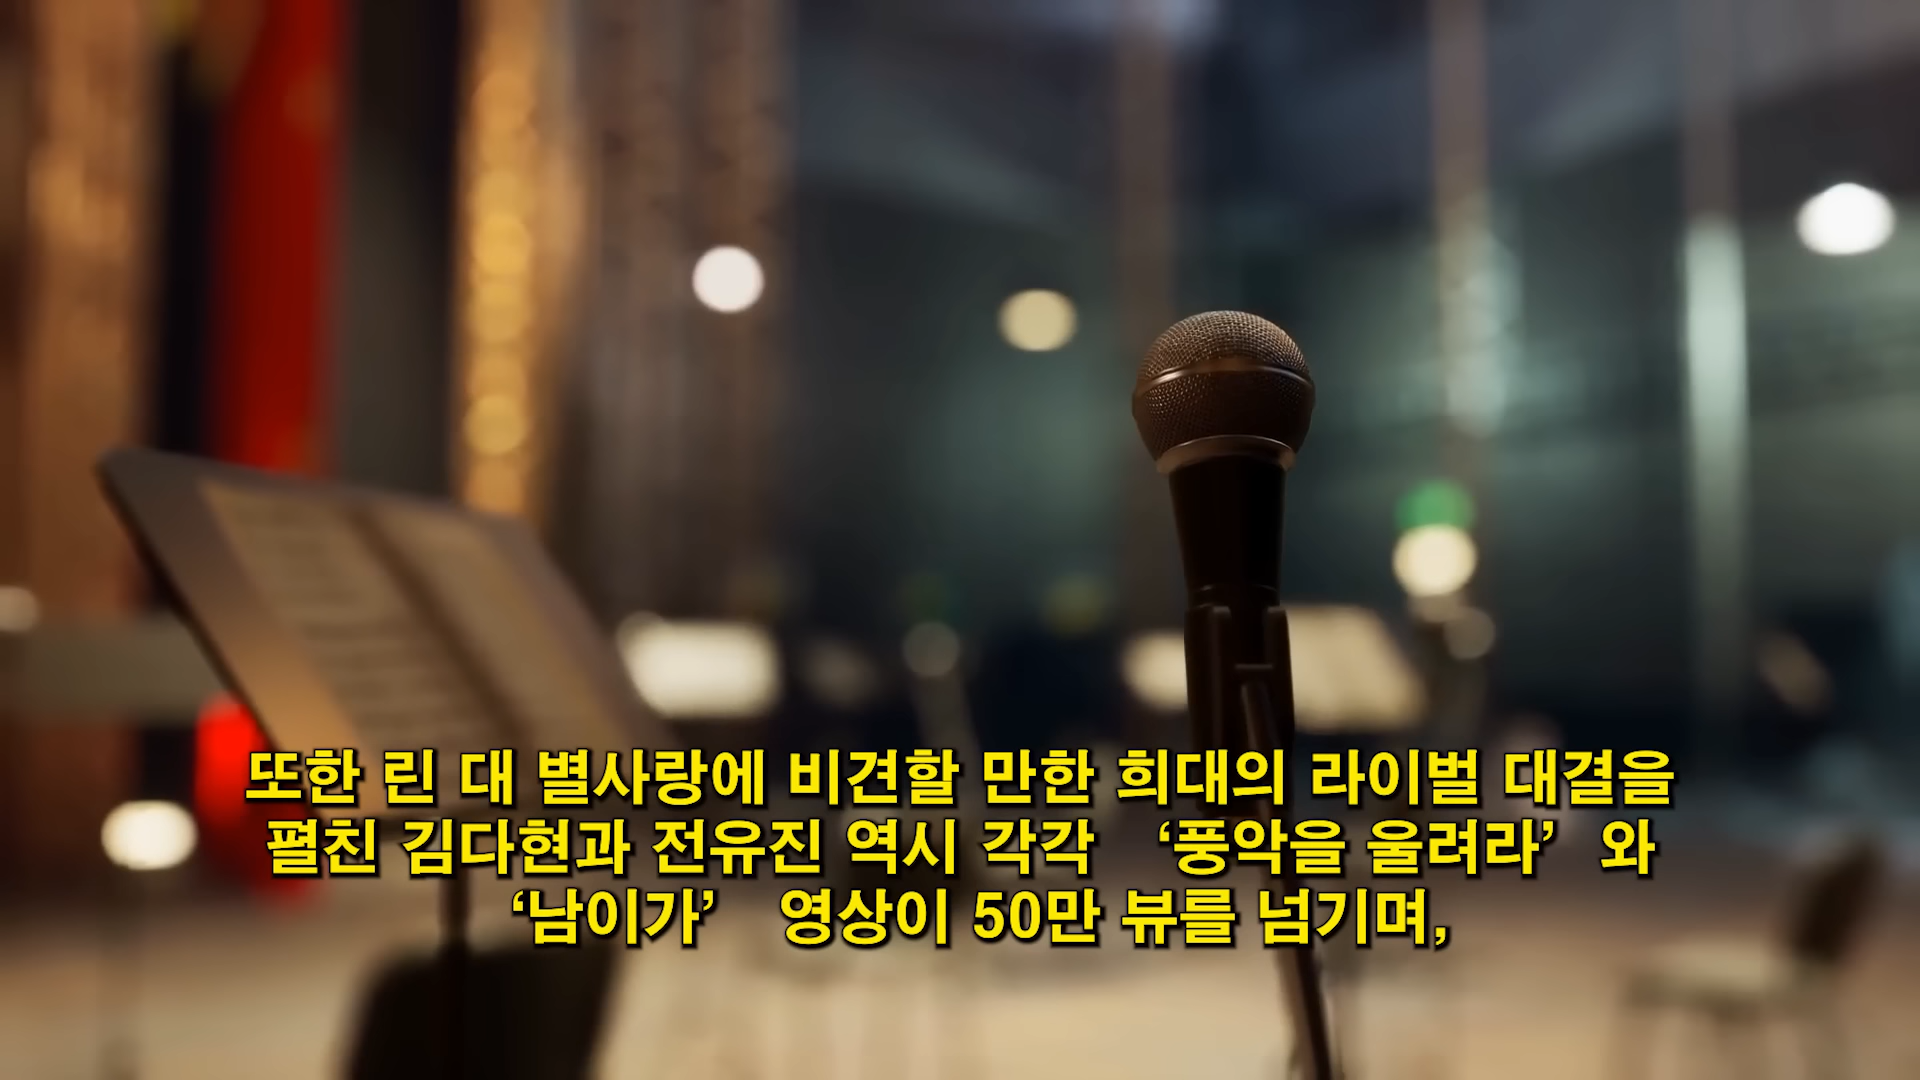 또한 린 대 별사랑에 비견할 만한 희대의 라이벌 대결을
펼친 김다현과 전유진 역시 각각 ‘풍악을 울려라’ 와
‘남이가’ 영상이 50만 뷰를 넘기며,